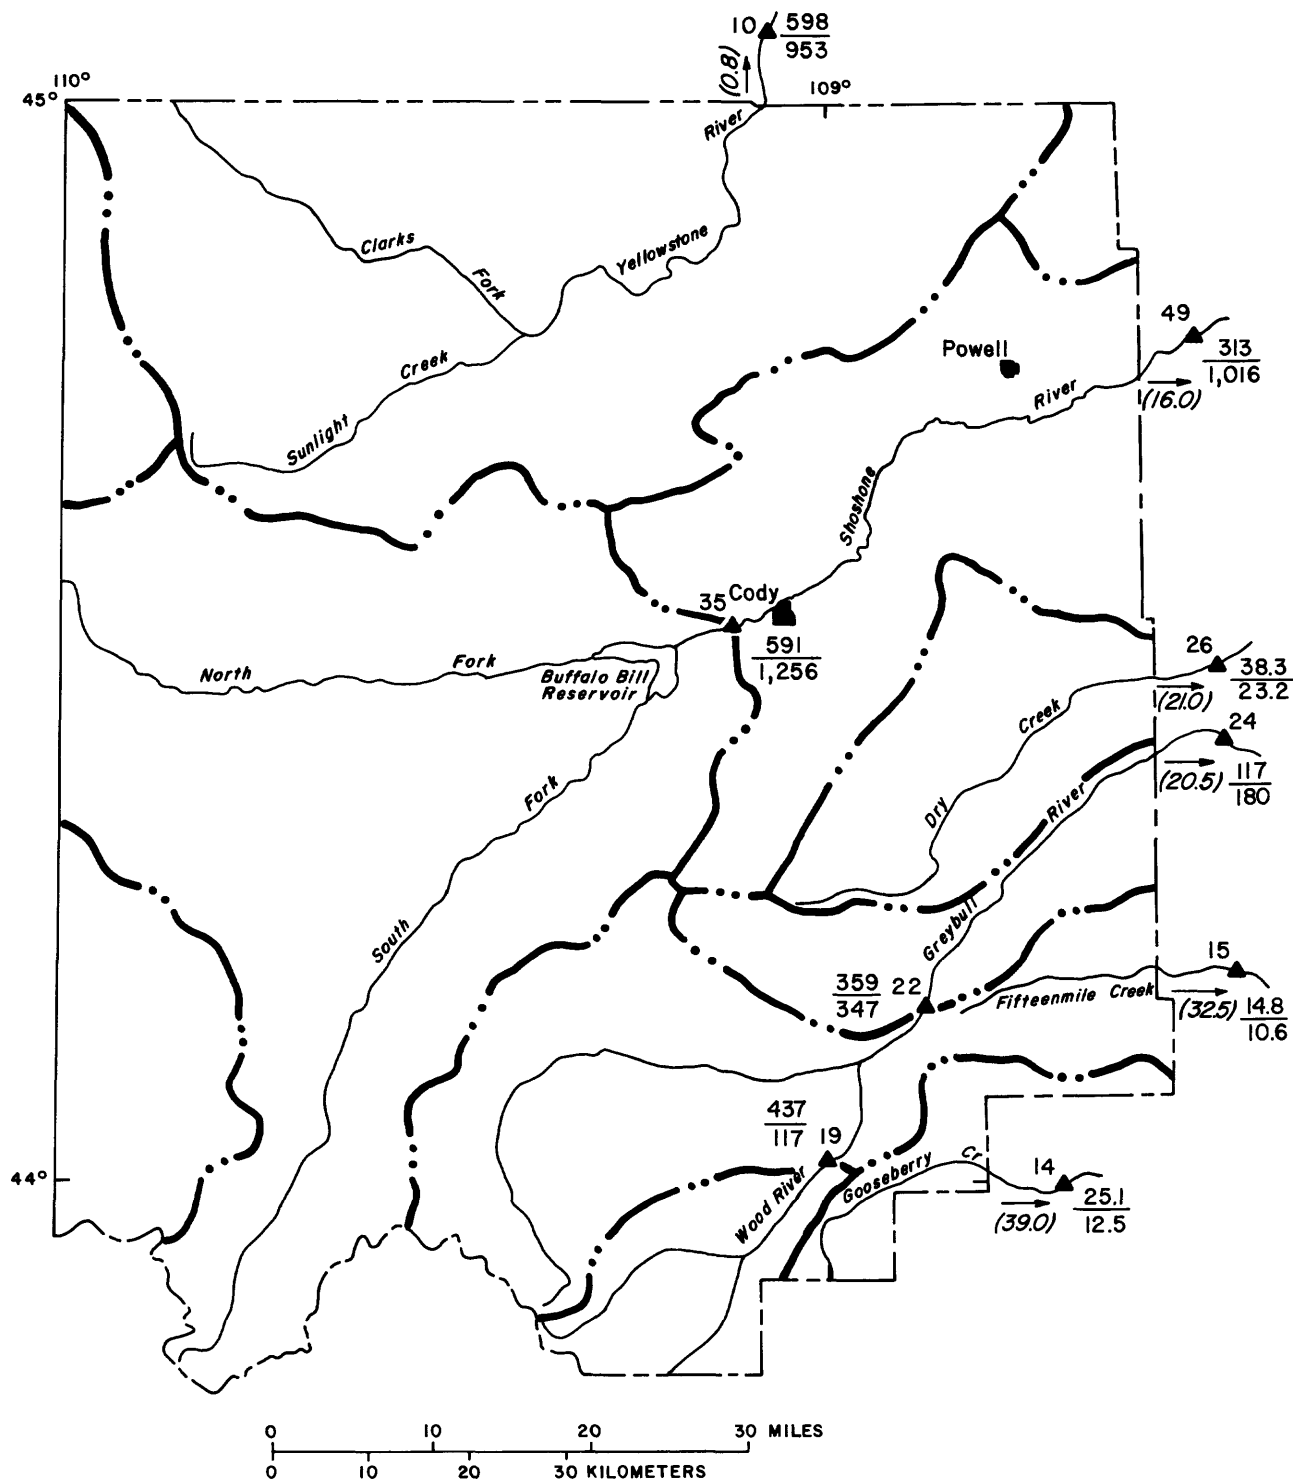 10
598
953
(0.8)
110°
45°
109°
River
Clarks
Fork
Yellowstone
Creek
Sunlight
49
313
1,016
(16.0)
Powell
River
Shoshone
35
Cody
591
1,256
North
Fork
Buffalo Bill
Reservoir
26
38.3
23.2
(21.0)
Creek
Dry
24
117
180
(20.5)
River
Fork
South
Greybull
359
347
22
15
14.8
10.6
(32.5)
Fifteenmile Creek
437
117
19
44°
Wood River
Gooseberry
Cr
14
25.1
12.5
(39.0)
0 10 20 30 MILES
0 10 20 30 KILOMETERS